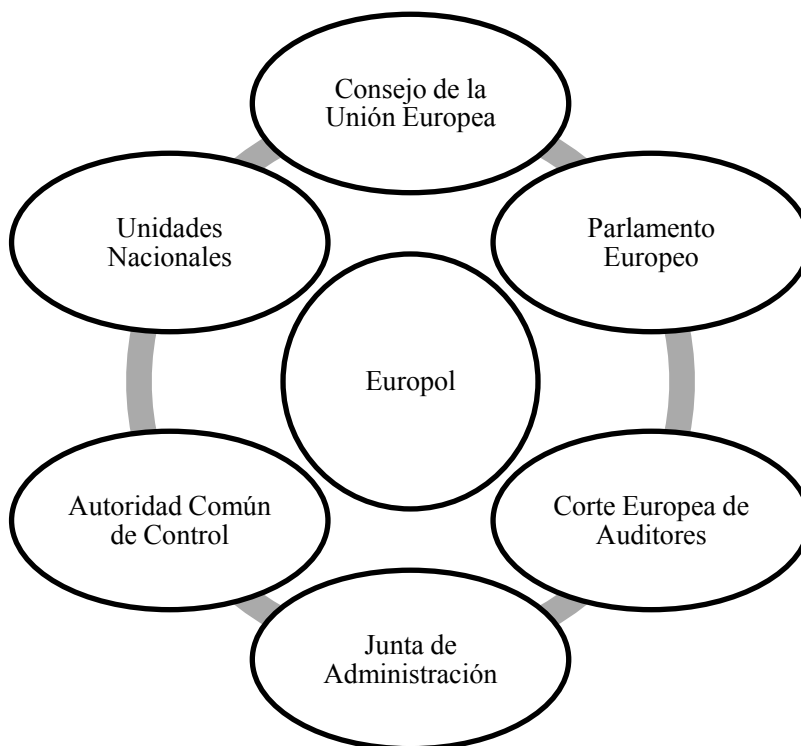 Consejo de la
Unión Europea
Unidades
Nacionales
Parlamento
Europeo
Europol
Autoridad Común
de Control
Corte Europea de
Auditores
Junta de
Administración